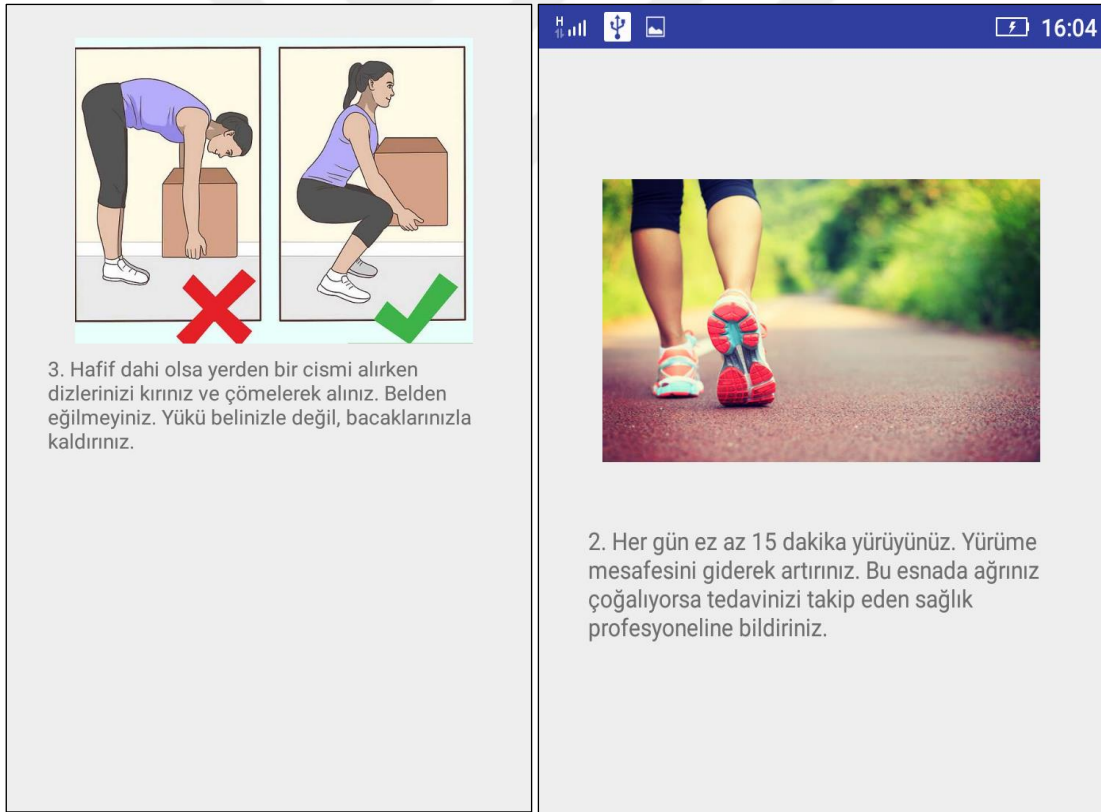 3. Hafif dahi olsa yerden bir cismi alırken
dizlerinizi kırınız ve çömelerek alınız. Belden
eğilmeyiniz. Yükü belinizle değil, bacaklarınızla
kaldırınız.
H
16:04
2. Her gün ez az 15 dakika yürüyünüz. Yürüme
mesafesini giderek artırınız. Bu esnada ağrınız
çoğalıyorsa tedavinizi takip eden sağlık
profesyoneline bildiriniz.